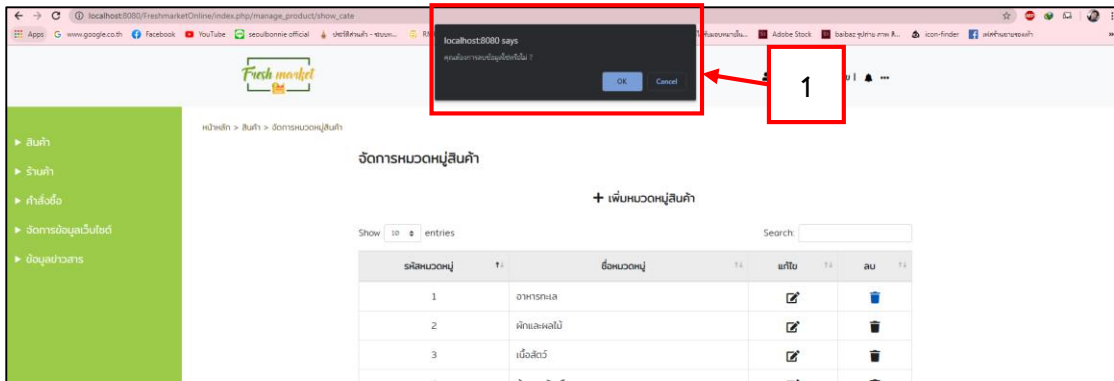 localhost:8080/FreshmarketOnline/index.php/manage_product/show_cate
Apps www.google.co.th Facebook YouTube seoulbonnie official Adobe Stock icon-finder
localhost:8080 says
คุณต้องการลบข้อมูลใช่หรือไม่ ?
OK Cancel
1
Fresh market
หน้าหลัก > สินค้า > จัดการหมวดหมู่สินค้า
สินค้า
ร้านค้า
คำสั่งซื้อ
จัดการข้อมูลเว็บไซต์
ข้อมูลข่าวสาร
จัดการหมวดหมู่สินค้า
+ เพิ่มหมวดหมู่สินค้า
Show 10 entries Search:
รหัสหมวดหมู่ ชื่อหมวดหมู่ แก้ไข ลบ
1 อาหารทะเล
2 ผักและผลไม้
3 เนื้อสัตว์